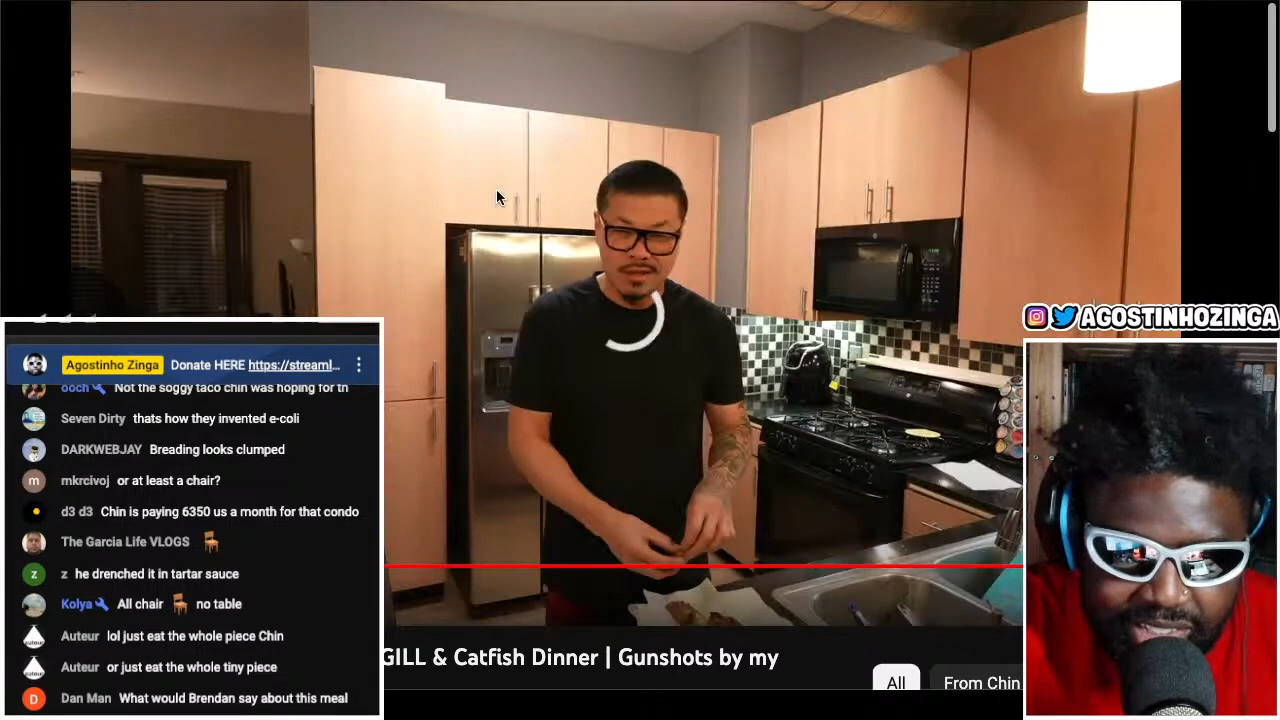 AGOSTINHOZINGA
Agostinho Zinga Donate HERE https://streaml...
ooch Not the soggy taco chin was hoping for th
Seven Dirty thats how they invented e-coli
DARKWEBJAY Breading looks clumped
m mkrcivoj or at least a chair?
d3 d3 Chin is paying 6350 us a month for that condo
The Garcia Life VLOGS
z z he drenched it in tartar sauce
Kolya All chair no table
Auteur lol just eat the whole piece Chin
Auteur or just eat the whole tiny piece
D Dan Man What would Brendan say about this meal
GILL & Catfish Dinner | Gunshots by my
All From Chin